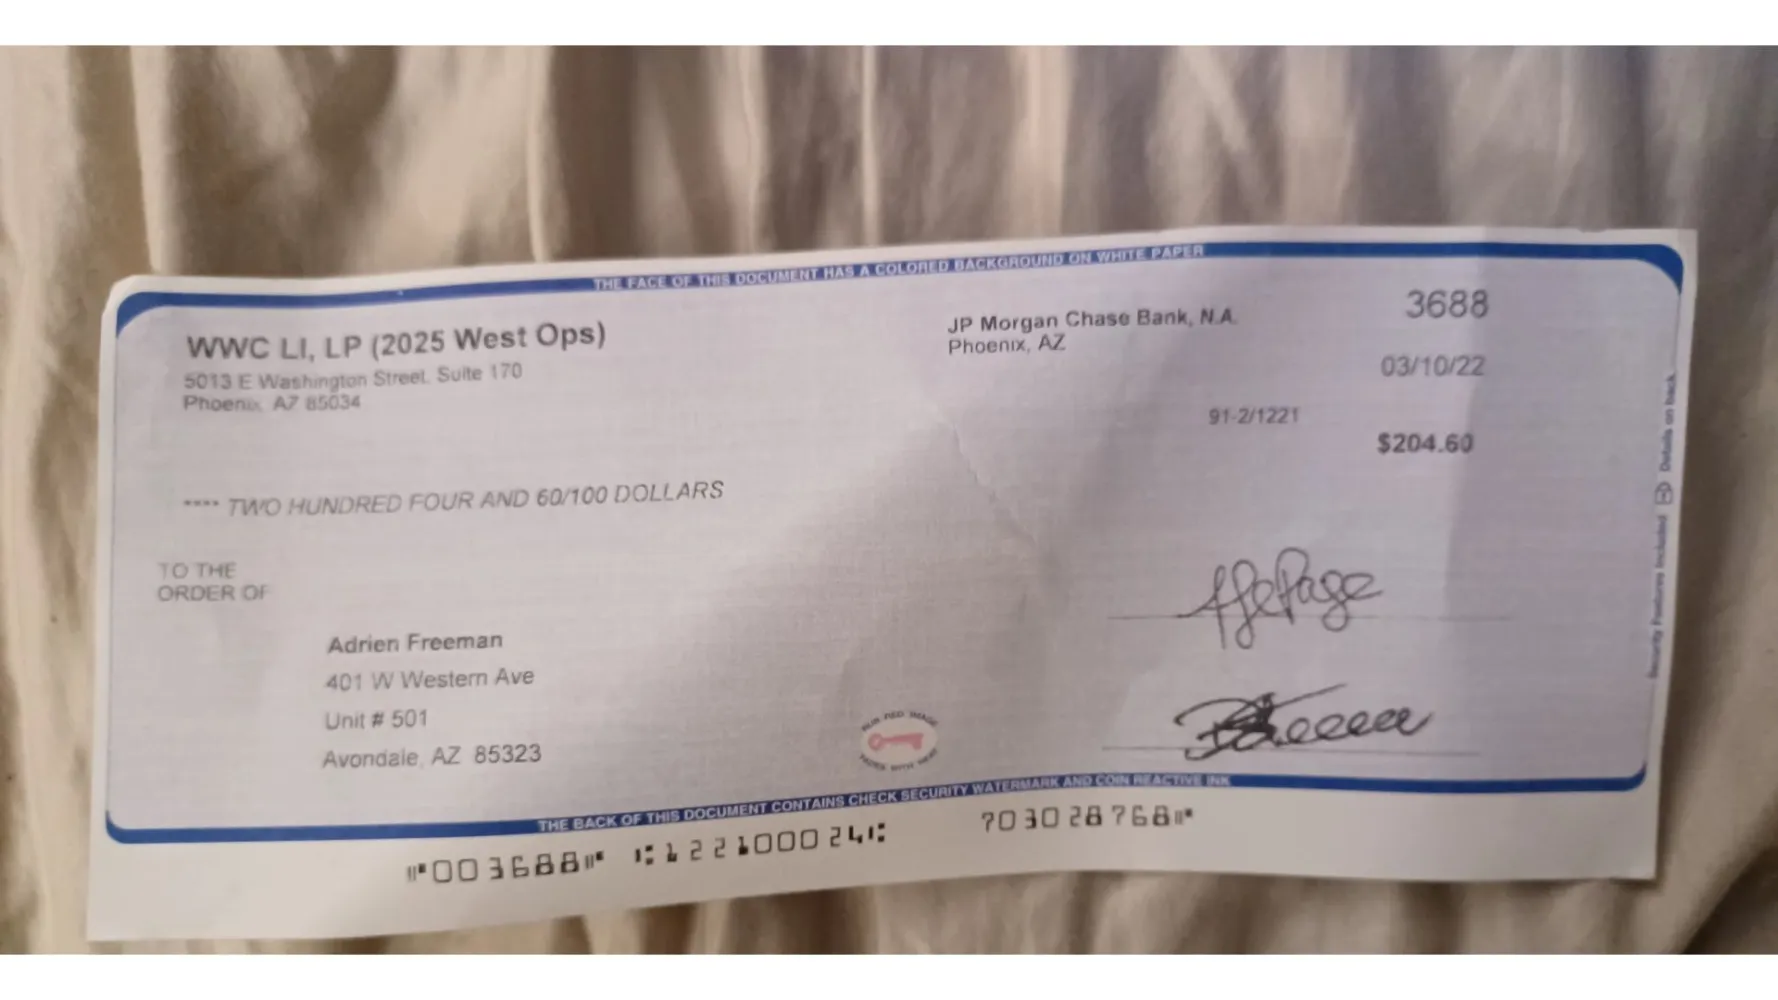 THE FACE OF THIS DOCUMENT HAS A COLORED BACKGROUND ON WHITE PAPER
WWC LI, LP (2025 West Ops)
5013 E Washington Street, Suite 170
Phoenix, AZ 85034
JP Morgan Chase Bank, N.A.
Phoenix, AZ
3688
03/10/22
91-2/1221
$204.60
**** TWO HUNDRED FOUR AND 60/100 DOLLARS
TO THE
ORDER OF
Adrien Freeman
401 W Western Ave
Unit # 501
Avondale, AZ 85323
RUB RED IMAGE
Security Features Included Details on back.
THE BACK OF THIS DOCUMENT CONTAINS CHECK SECURITY WATERMARK AND COIN REACTIVE INK
⑈003688⑈ ⑆122100024⑆ 703028768⑈